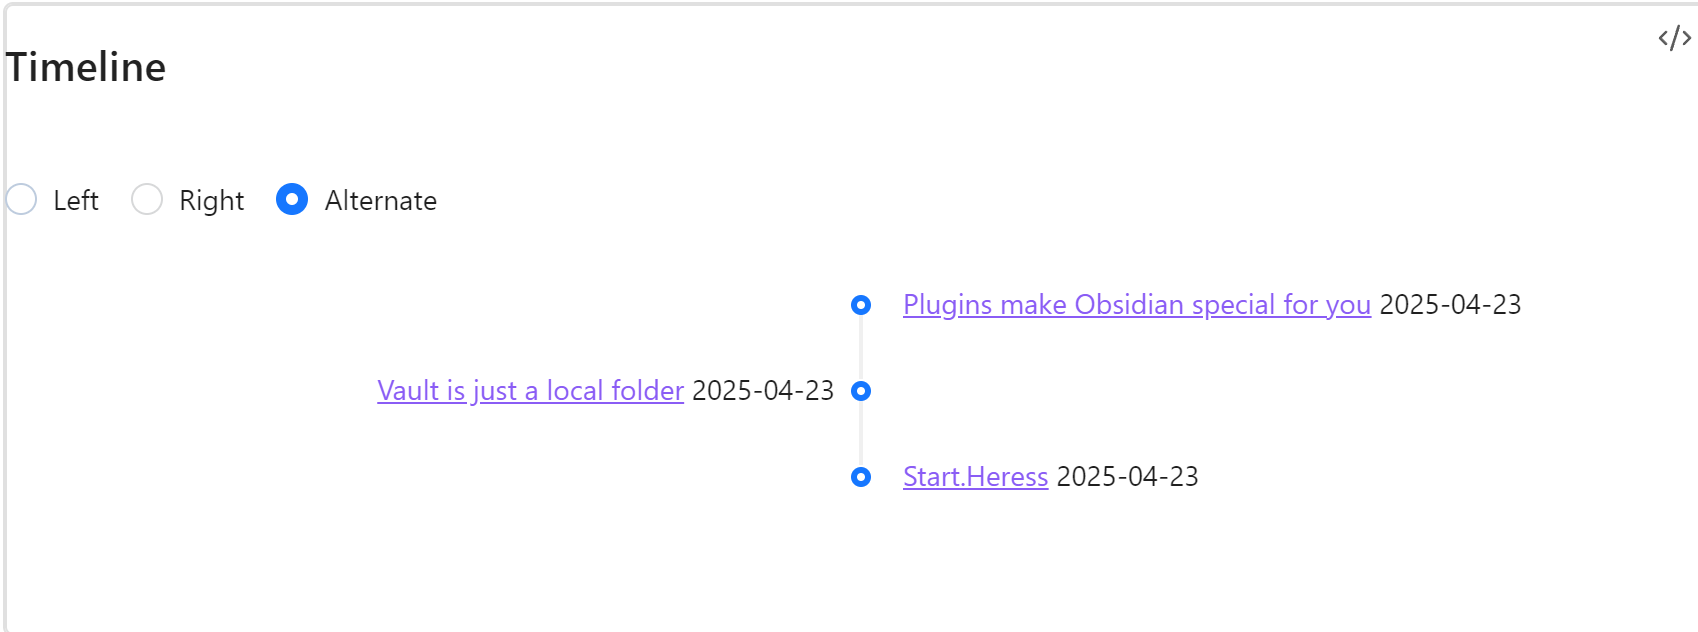 </>
Timeline
Left Right Alternate
Plugins make Obsidian special for you 2025-04-23
Vault is just a local folder 2025-04-23
Start.Heress 2025-04-23